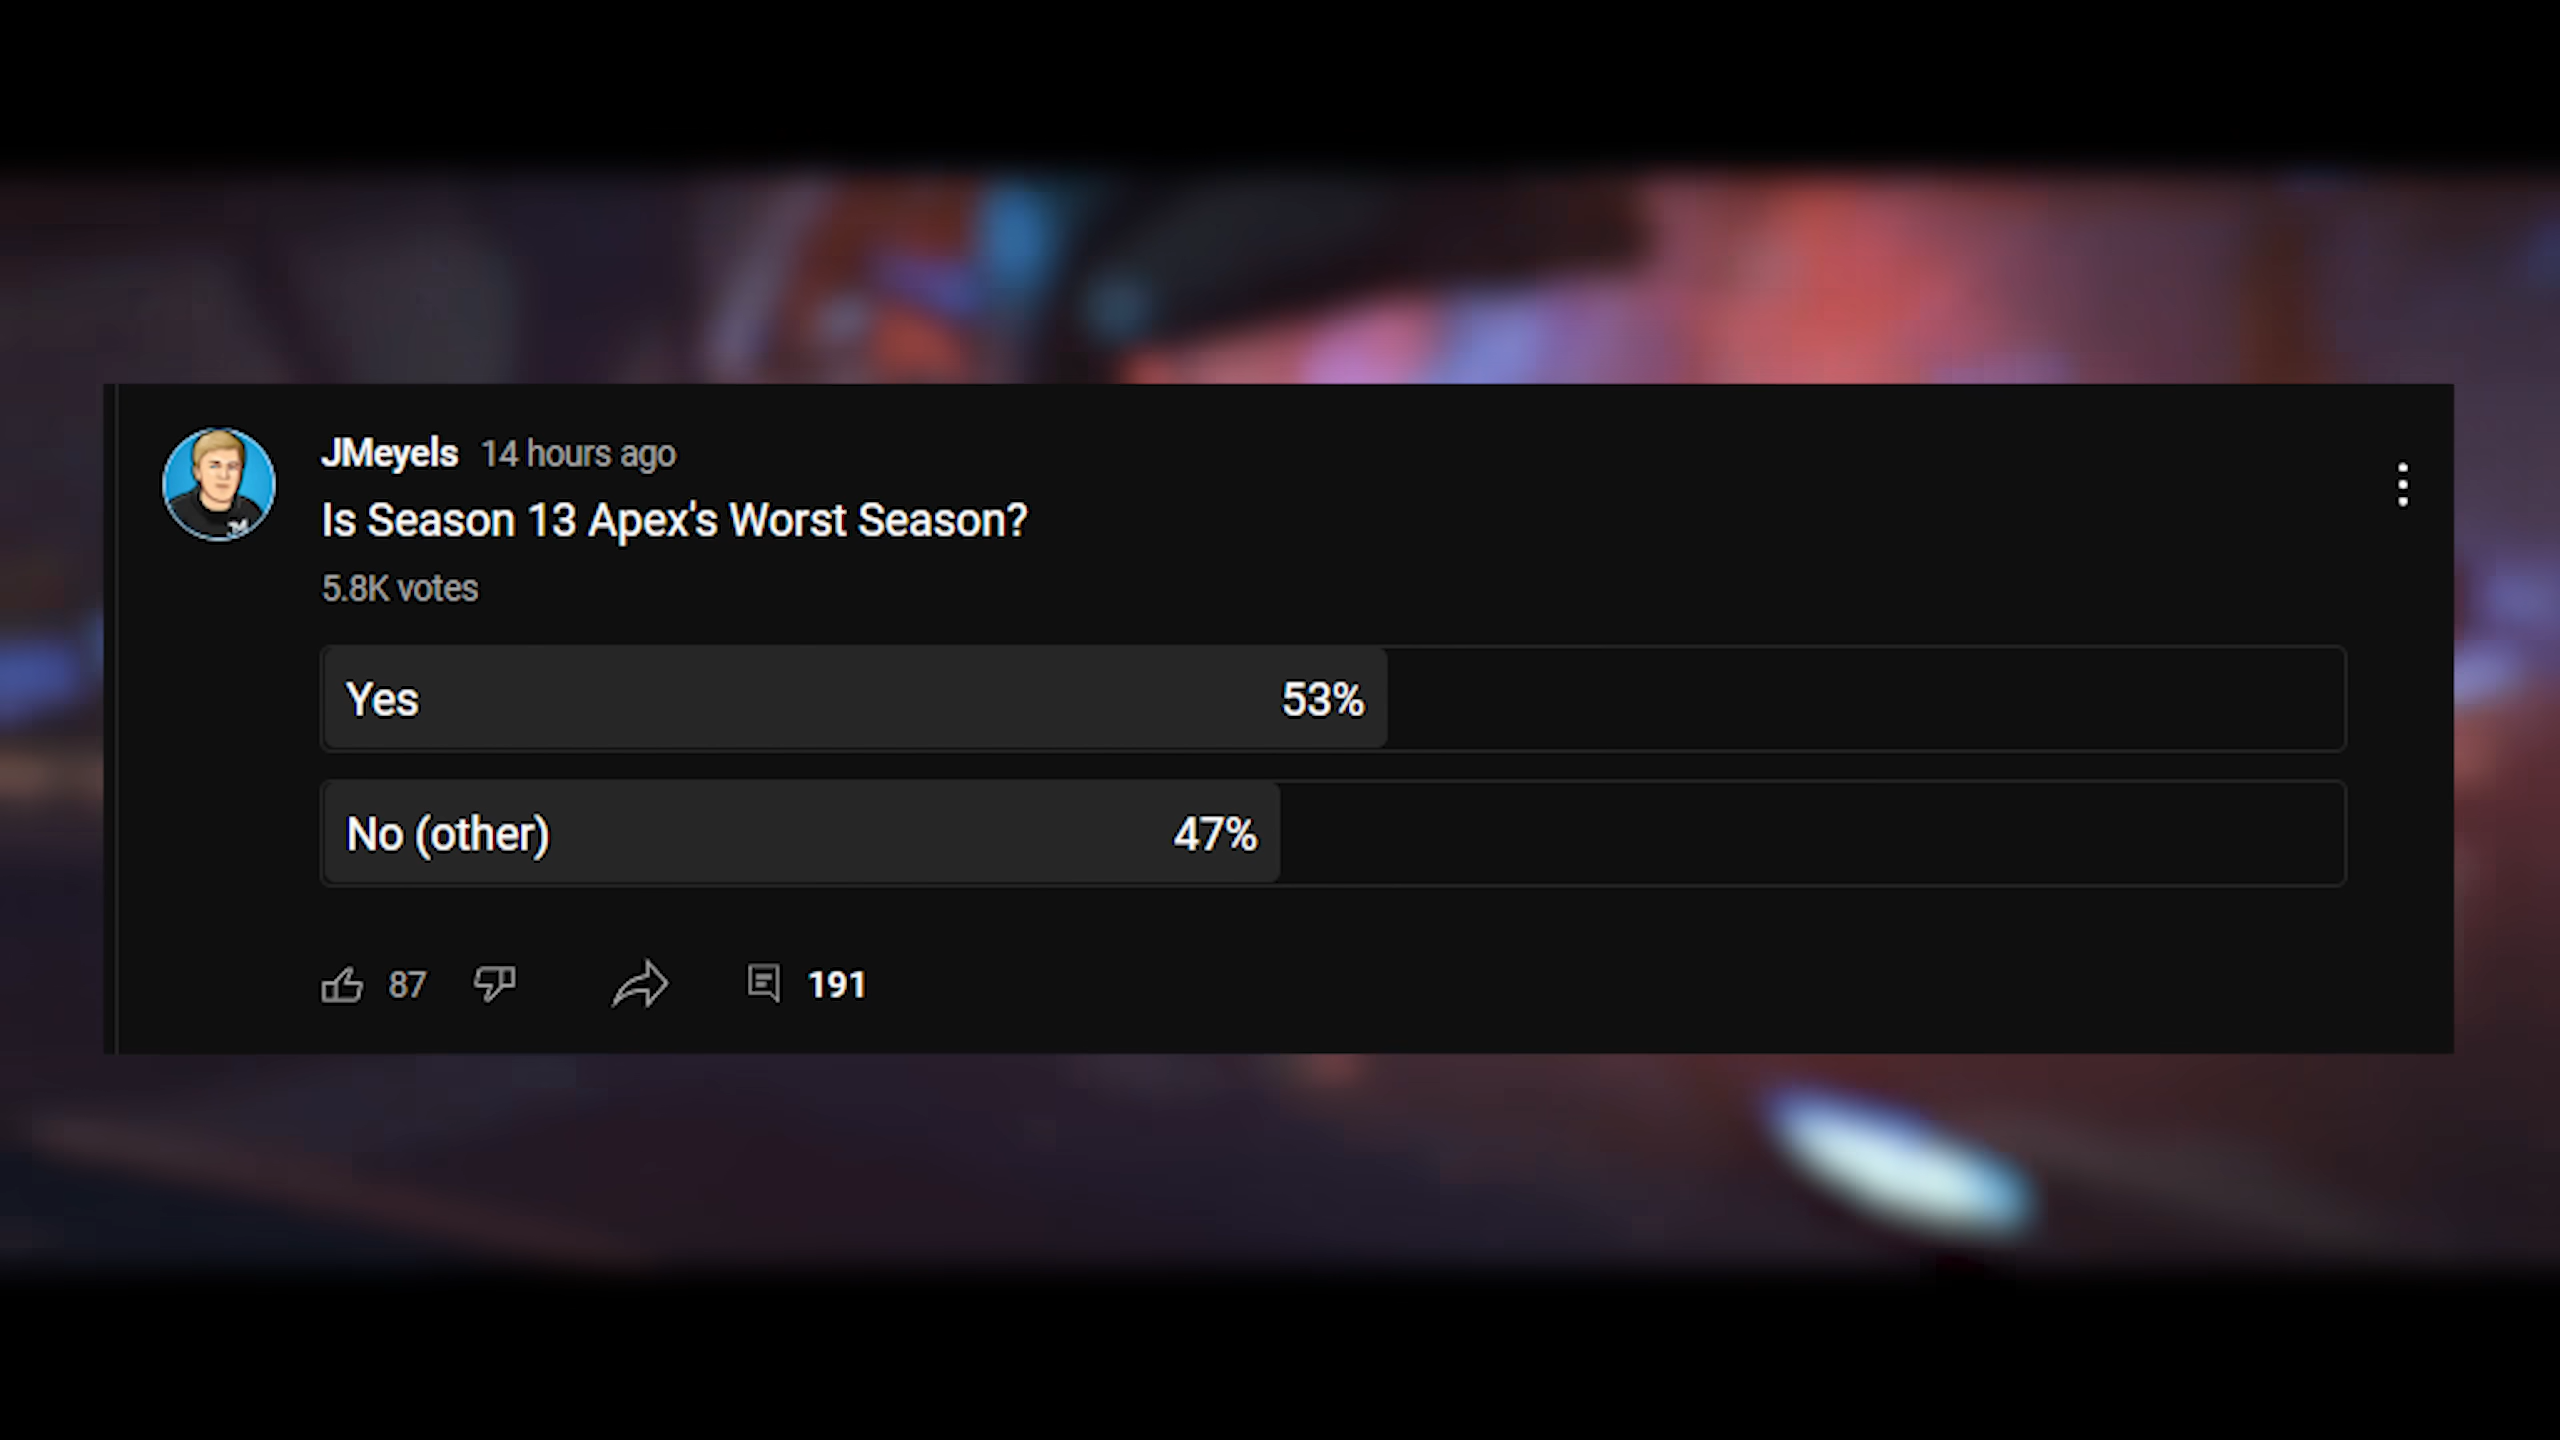 JMeyels 14 hours ago
Is Season 13 Apex's Worst Season?
5.8K votes
Yes 53%
No (other) 47%
87 191